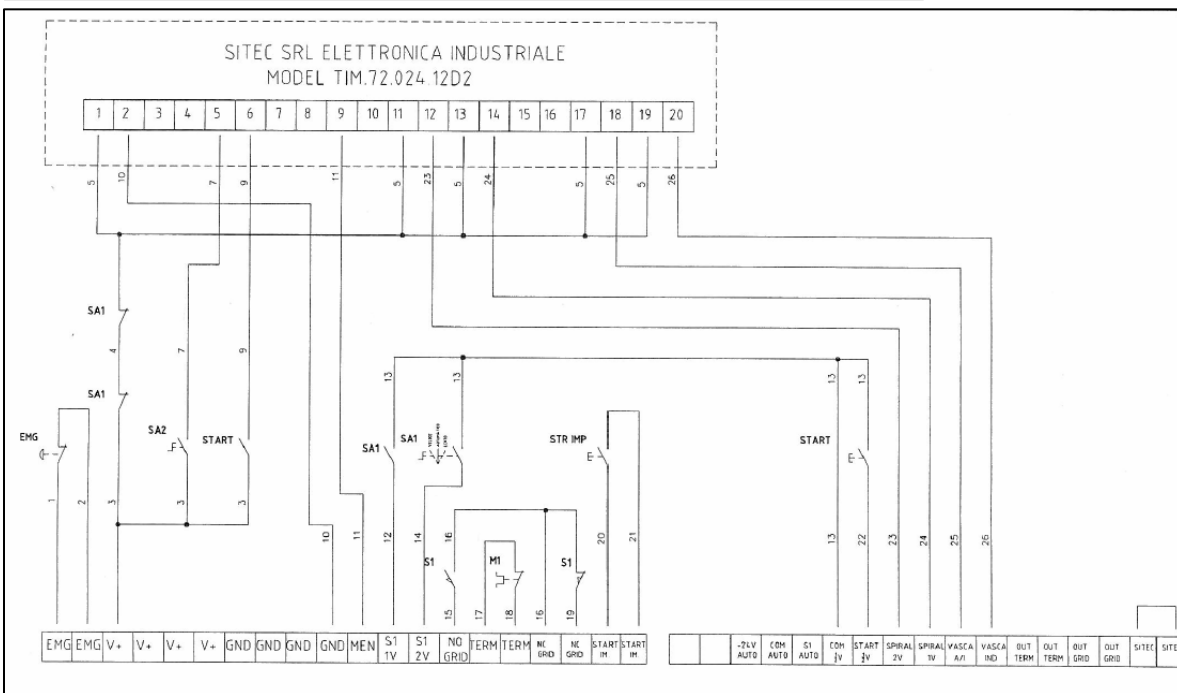 SITEC SRL ELETTRONICA INDUSTRIALE
MODEL TIM.72.024.12D2
1 2 3 4 5 6 7 8 9 10 11 12 13 14 15 16 17 18 19 20
5 10 7 9 11 5 23 5 24 5 25 5 26
SA1
4 7 9
SA1 13 13 13 13
EMG SA2 START SA1 SA1 STR IMP START
1 2 3 3 3 10 11 12 14 16 20 21 13 22 23 24 25 26
S1 M1 S1
15 17 18 16 19
EMG EMG V+ V+ V+ V+ GND GND GND GND MEN S1 1V S1 2V NO GRID TERM TERM NC GRID NC GRID START IM START IM
-24V AUTO COM AUTO S1 AUTO COM START SPIRAL 2V SPIRAL 1V VASCA A/I VASCA IND OUT TERM OUT TERM OUT GRID OUT GRID SITEC SITE